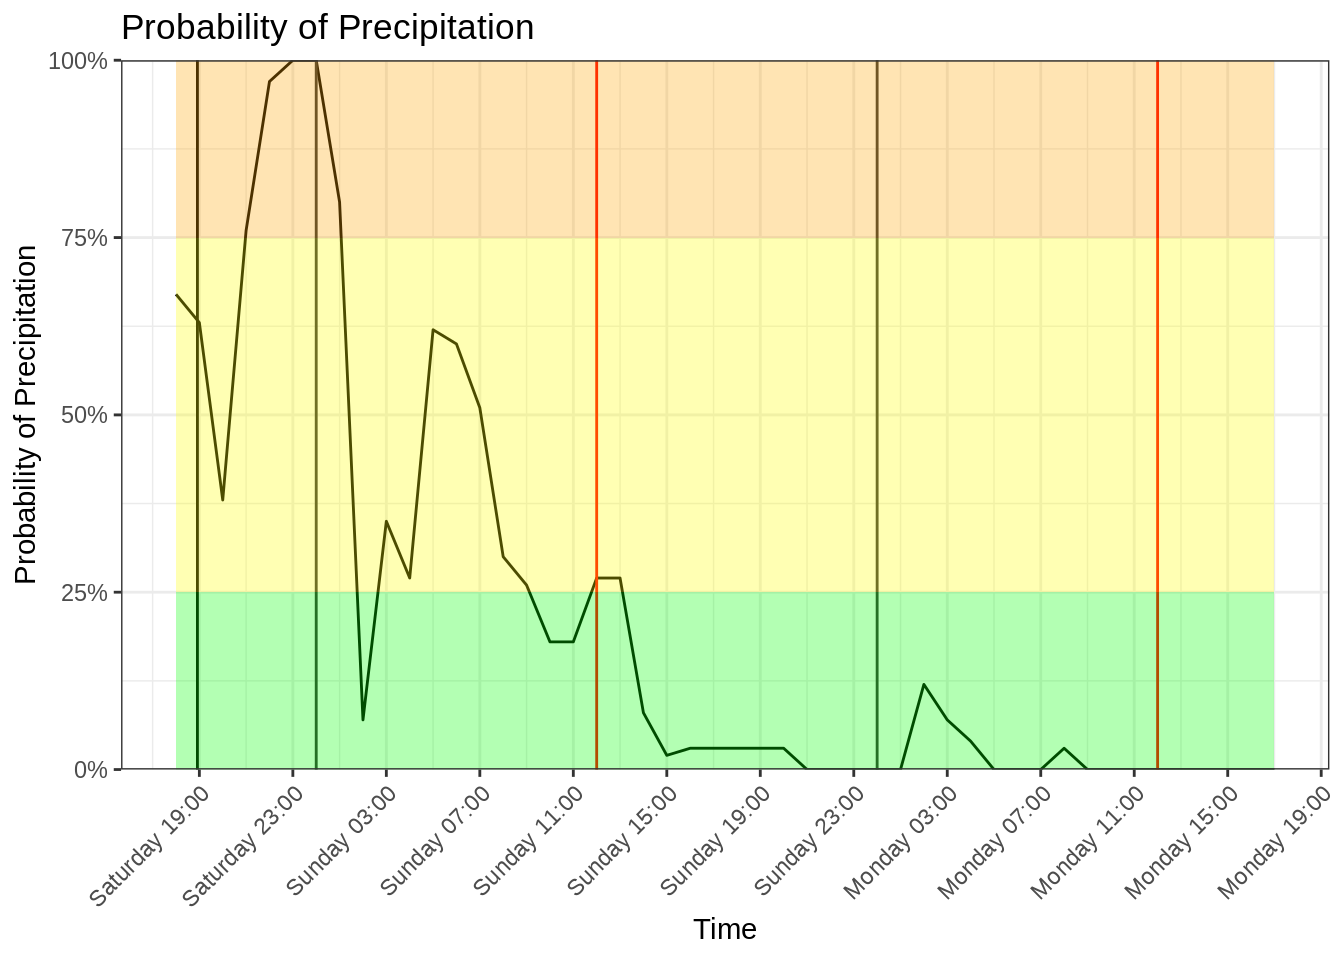 Probability of Precipitation
Probability of Precipitation
100%
75%
50%
25%
0%
Saturday 19:00
Saturday 23:00
Sunday 03:00
Sunday 07:00
Sunday 11:00
Sunday 15:00
Sunday 19:00
Sunday 23:00
Monday 03:00
Monday 07:00
Monday 11:00
Monday 15:00
Monday 19:00
Time